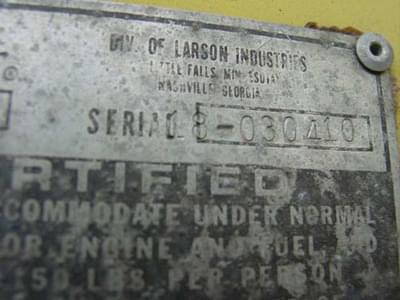 DIV. OF LARSON INDUSTRIES
LITTLE FALLS, MINNESOTA
NASHVILLE, GEORGIA
SERIAL 8-030410
RTIFIED
COMMODATE UNDER NORMAL
OR ENGINE AND FUEL, AND
150 LBS PER PERSON